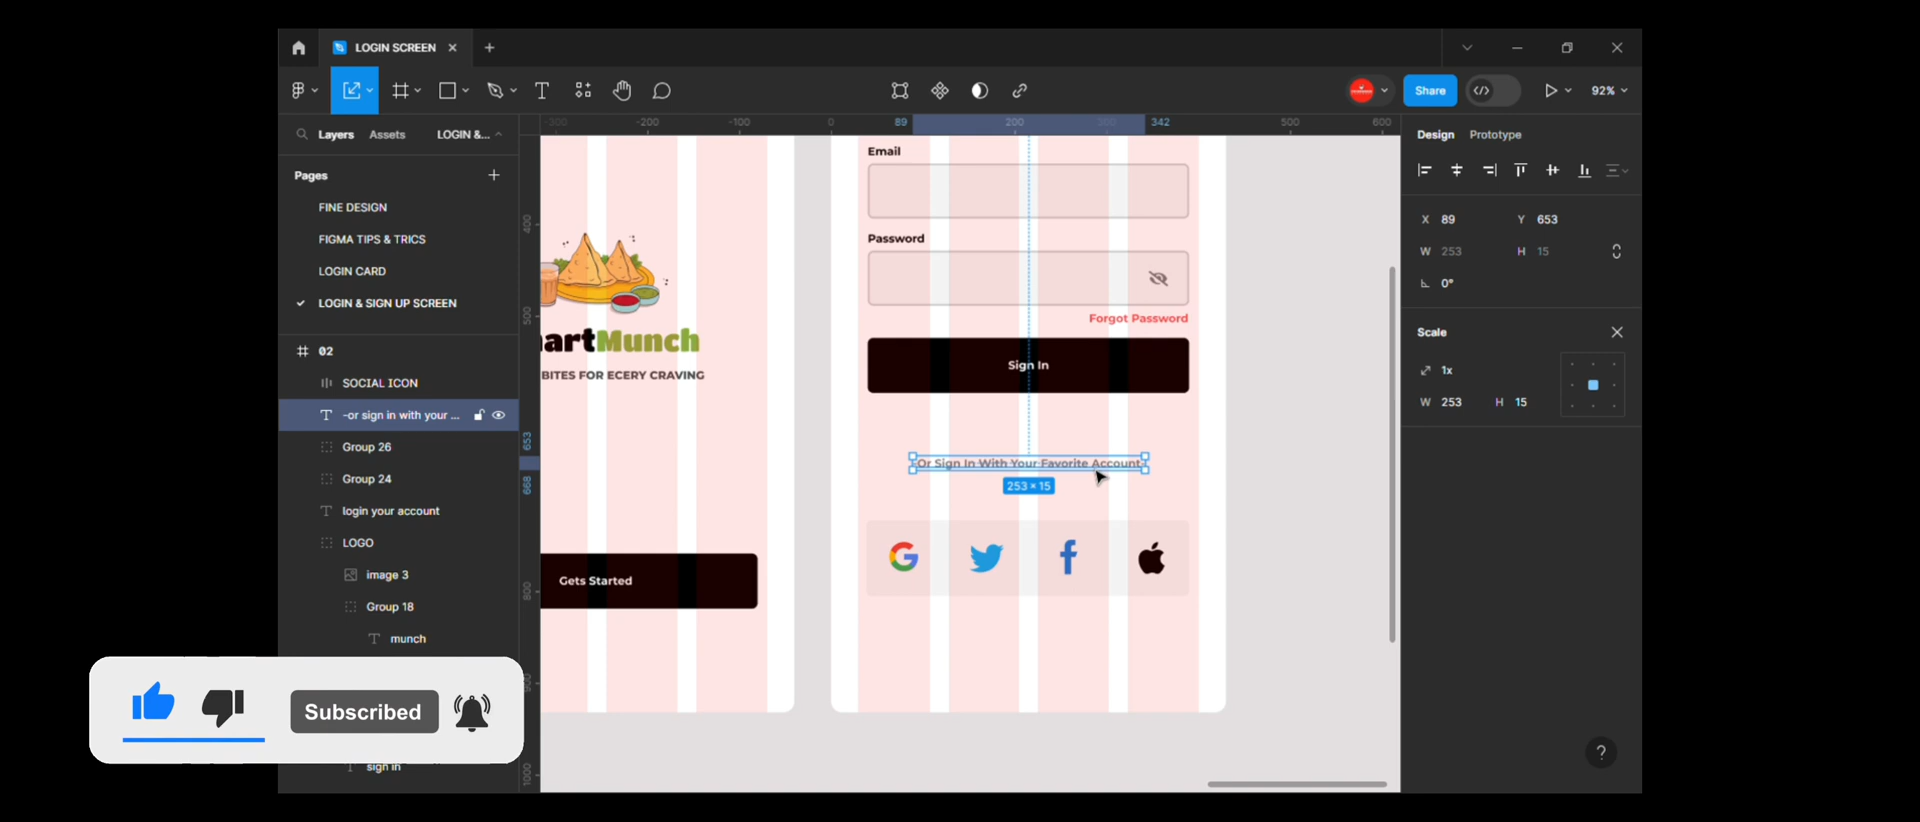 LOGIN SCREEN
Share
92%
Layers
Assets
LOGIN &...
Pages
FINE DESIGN
FIGMA TIPS & TRICS
LOGIN CARD
LOGIN & SIGN UP SCREEN
02
SOCIAL ICON
-or sign in with your ...
Group 26
Group 24
login your account
LOGO
image 3
Group 18
munch
sign in
Subscribed
-300
-200
-100
0
89
200
300
342
500
600
400
500
653
668
800
900
1000
artMunch
BITES FOR ECERY CRAVING
Gets Started
Email
Password
Forgot Password
Sign In
-Or Sign In With Your Favorite Account-
253 × 15
Design
Prototype
X 89
Y 653
W 253
H 15
0°
Scale
1x
W 253
H 15
?